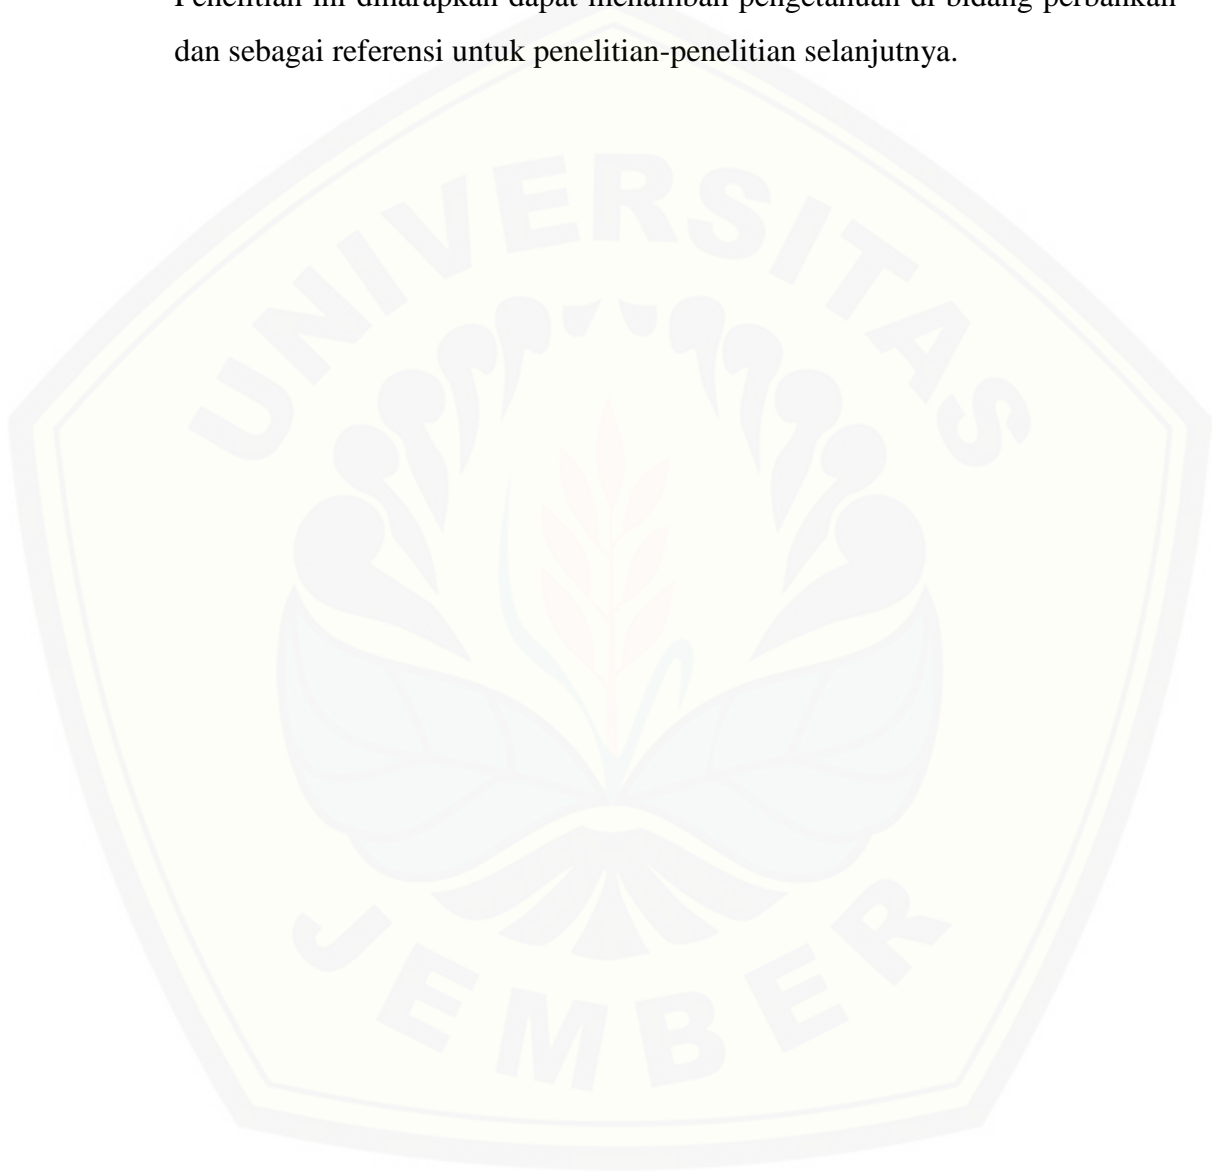 Penelitian ini diharapkan dapat menambah pengetahuan di bidang perbankan
dan sebagai referensi untuk penelitian-penelitian selanjutnya.
UNIVERSITAS
JEMBER